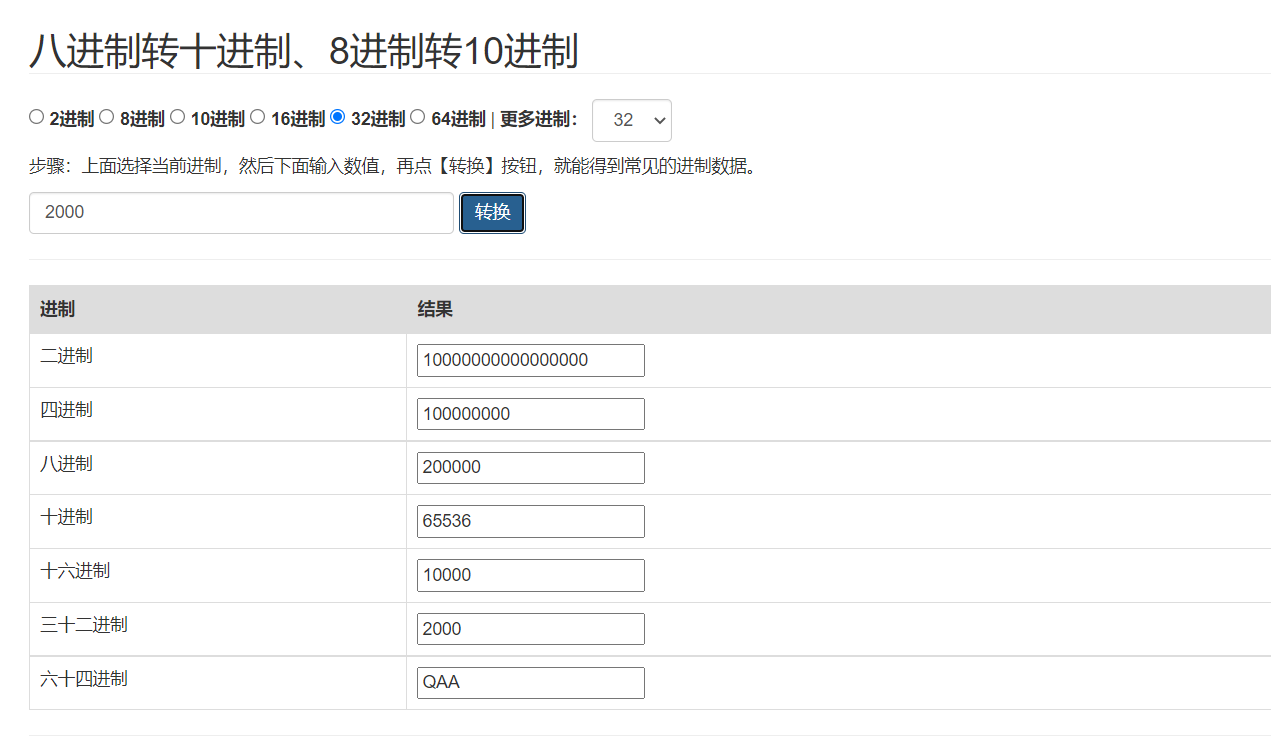 八进制转十进制、8进制转10进制
2进制 8进制 10进制 16进制 32进制 64进制 | 更多进制： 32
步骤：上面选择当前进制，然后下面输入数值，再点【转换】按钮，就能得到常见的进制数据。
2000 转换
进制 结果
二进制 10000000000000000
四进制 100000000
八进制 200000
十进制 65536
十六进制 10000
三十二进制 2000
六十四进制 QAA